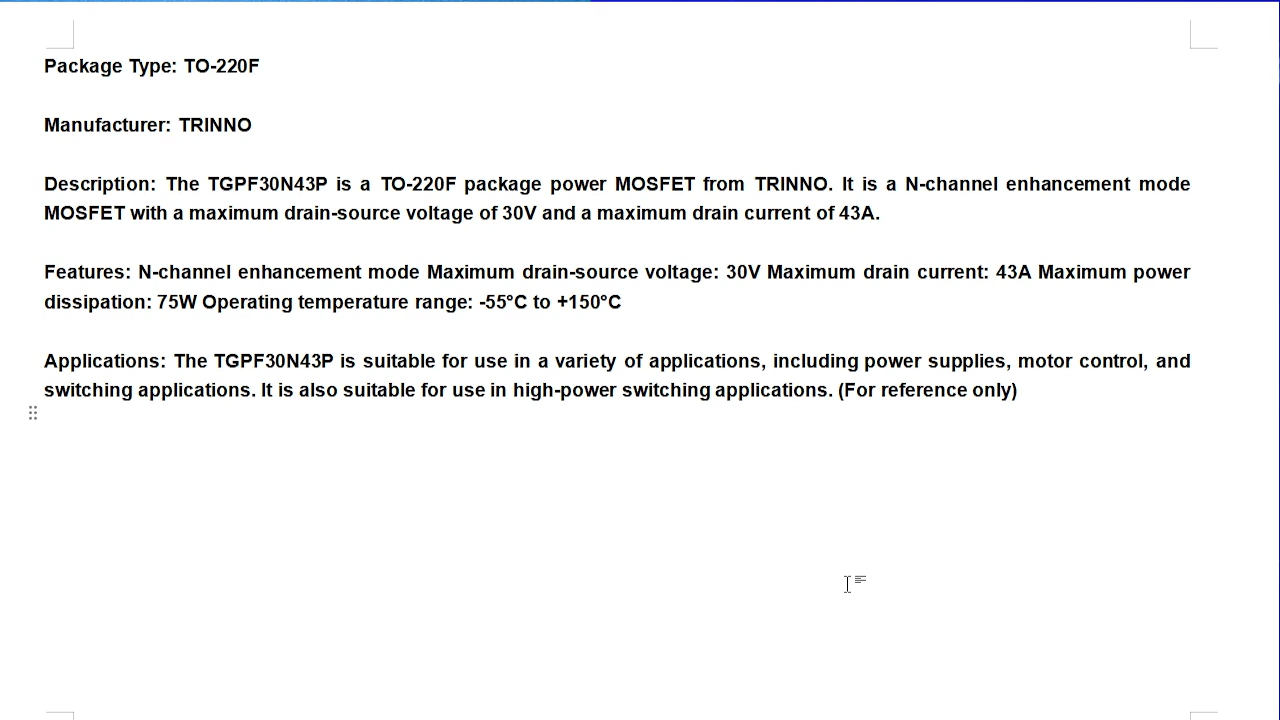 Package Type: TO-220F
Manufacturer: TRINNO
Description: The TGPF30N43P is a TO-220F package power MOSFET from TRINNO. It is a N-channel enhancement mode
MOSFET with a maximum drain-source voltage of 30V and a maximum drain current of 43A.
Features: N-channel enhancement mode Maximum drain-source voltage: 30V Maximum drain current: 43A Maximum power
dissipation: 75W Operating temperature range: -55°C to +150°C
Applications: The TGPF30N43P is suitable for use in a variety of applications, including power supplies, motor control, and
switching applications. It is also suitable for use in high-power switching applications. (For reference only)